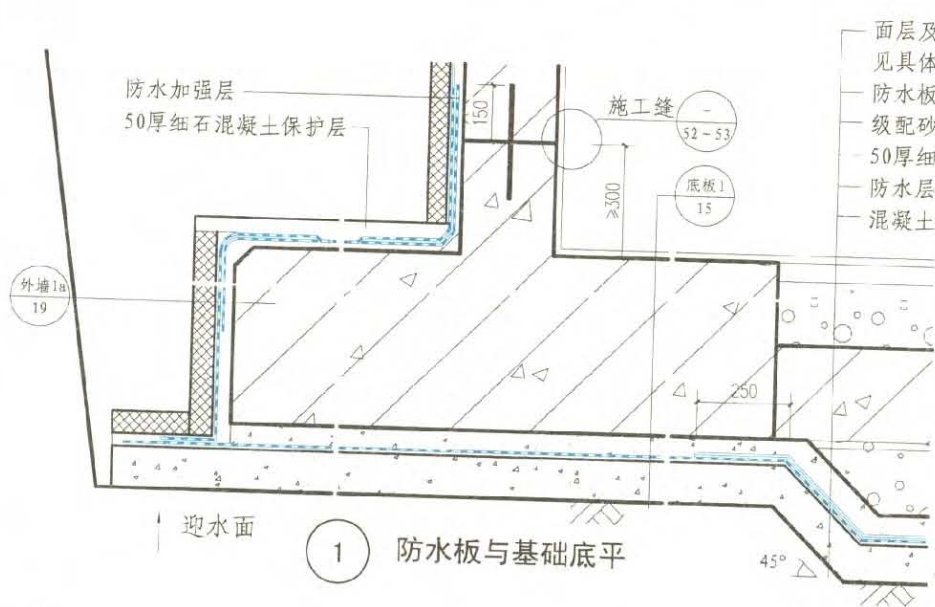 面层及
见具体
防水板
级配砂
50厚细
防水层
混凝土
防水加强层
50厚细石混凝土保护层
150
施工缝
-
52~53
≥300
底板1
15
外墙1a
19
250
迎水面
45°
1
防水板与基础底平